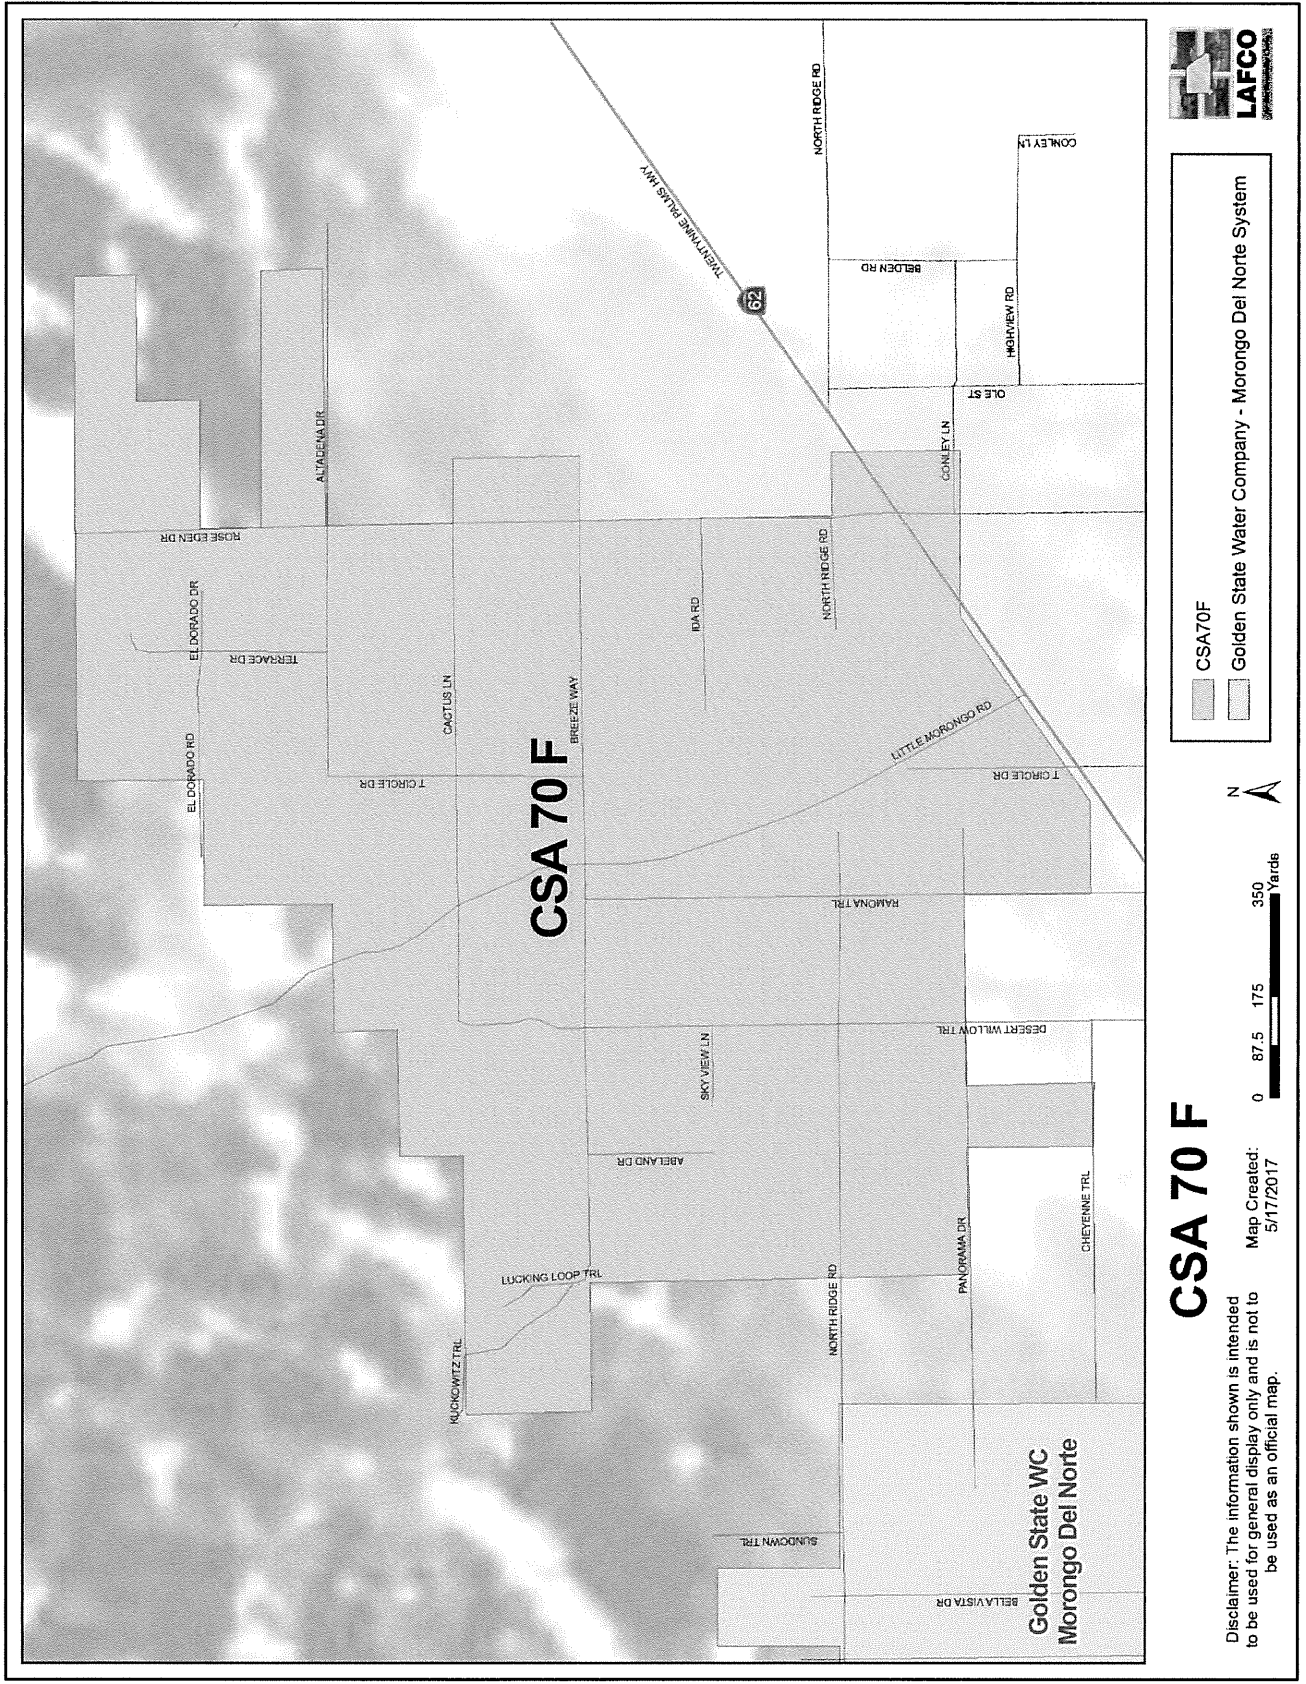 ROSE EDEN DR
EL DORADO DR
TERRACE DR
EL DORADO RD
ALTADENA DR
T CIRCLE DR
CACTUS LN
BREEZE WAY
CSA 70 F
IDA RD
TWENTYNINE PALMS HWY
62
NORTH RIDGE RD
NORTH RIDGE RD
BELDEN RD
CONLEY LN
OLE ST
HIGHVIEW RD
CONLEY LN
LITTLE MORONGO RD
T CIRCLE DR
RAMONA TRL
KUCKOWITZ TRL
LUCKING LOOP TRL
ABELAND DR
SKY VIEW LN
DESERT WILLOW TRL
NORTH RIDGE RD
PANORAMA DR
CHEYENNE TRL
SUNDOWN TRL
BELLA VISTA DR
Golden State WC
Morongo Del Norte
CSA 70 F
Disclaimer: The information shown is intended
to be used for general display only and is not to
be used as an official map.
Map Created:
5/17/2017
0 87.5 175 350
Yards
N
CSA70F
Golden State Water Company - Morongo Del Norte System
LAFCO